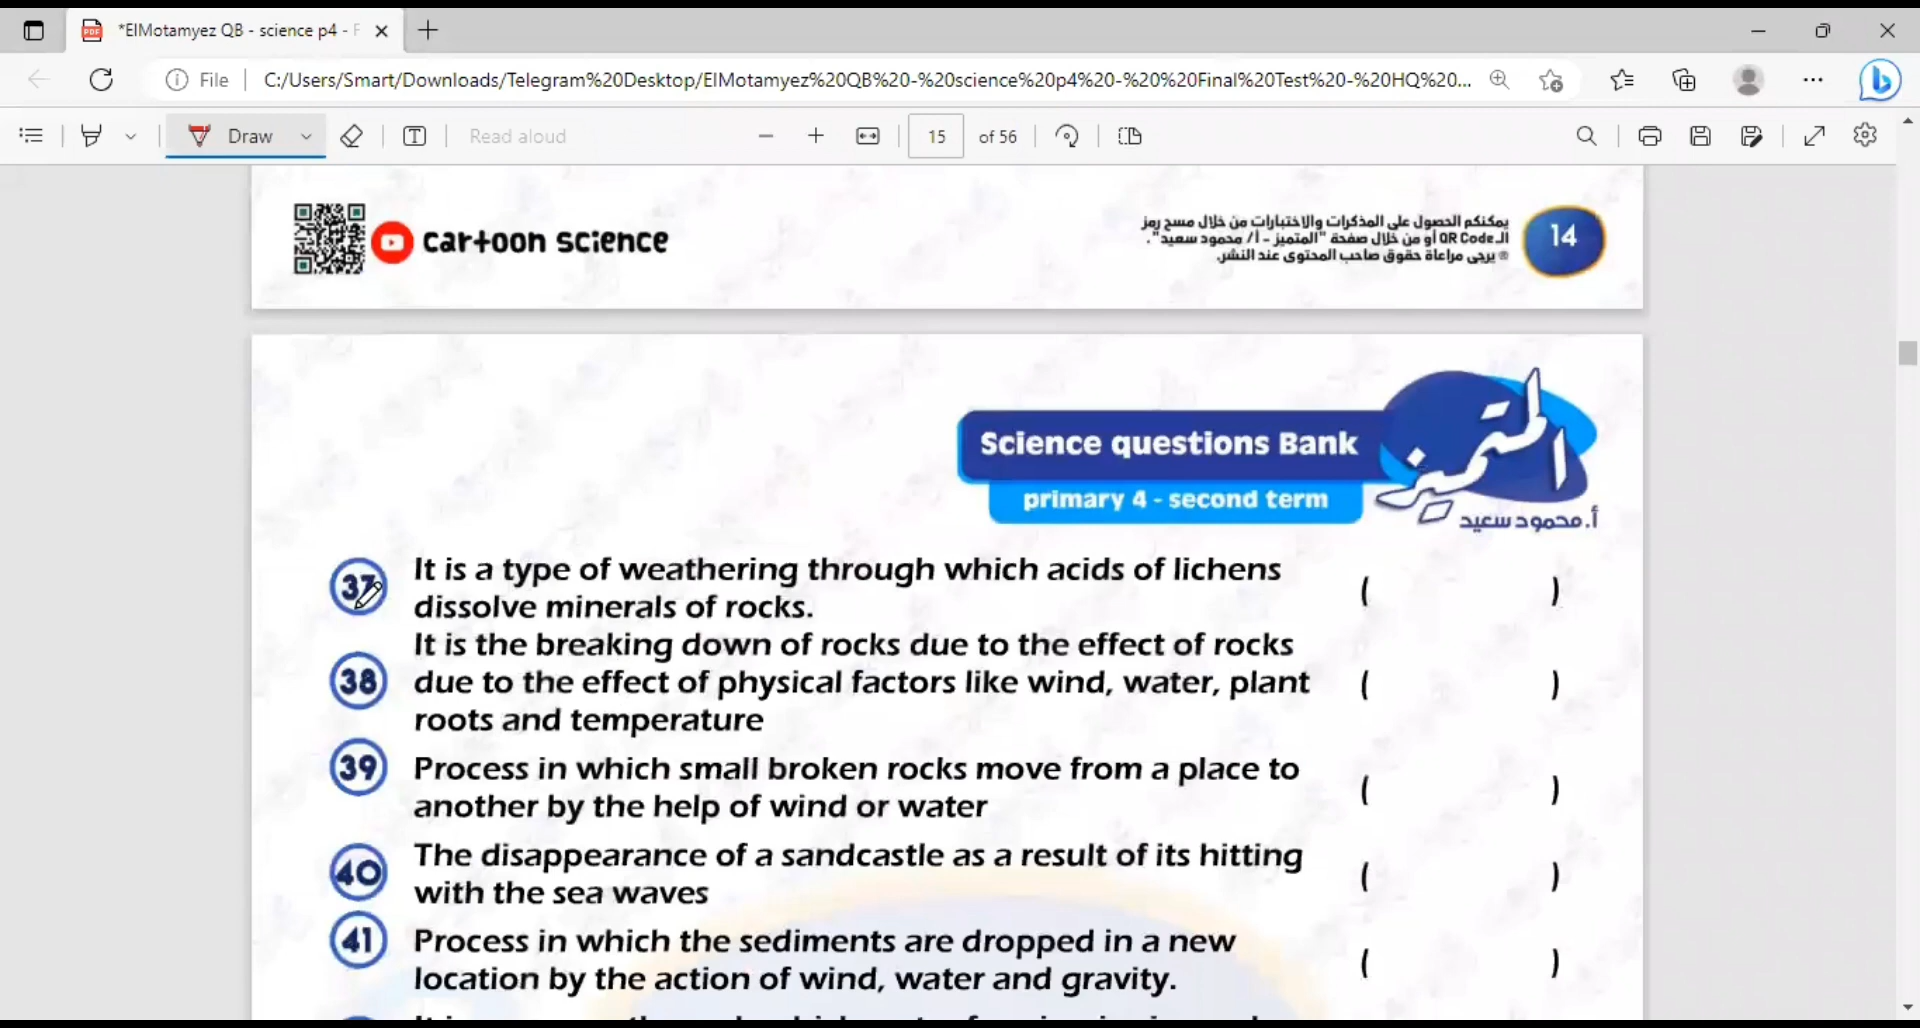 *ElMotamyez QB - science p4 - F
File
C:/Users/Smart/Downloads/Telegram%20Desktop/ElMotamyez%20QB%20-%20science%20p4%20-%20%20Final%20Test%20-%20HQ%20...
Draw
Read aloud
15 of 56
cartoon science
يمكنكم الحصول على المذكرات والاختبارات من خلال مسح رمز
الـ QR Code أو من خلال صفحة "المتميز - أ/ محمود سعيد".
® يرجى مراعاة حقوق صاحب المحتوى عند النشر.
14
Science questions Bank
primary 4 - second term
المتميز
أ. محمود سعيد
37 It is a type of weathering through which acids of lichens ( )
dissolve minerals of rocks.
It is the breaking down of rocks due to the effect of rocks
38 due to the effect of physical factors like wind, water, plant ( )
roots and temperature
39 Process in which small broken rocks move from a place to ( )
another by the help of wind or water
40 The disappearance of a sandcastle as a result of its hitting ( )
with the sea waves
41 Process in which the sediments are dropped in a new ( )
location by the action of wind, water and gravity.